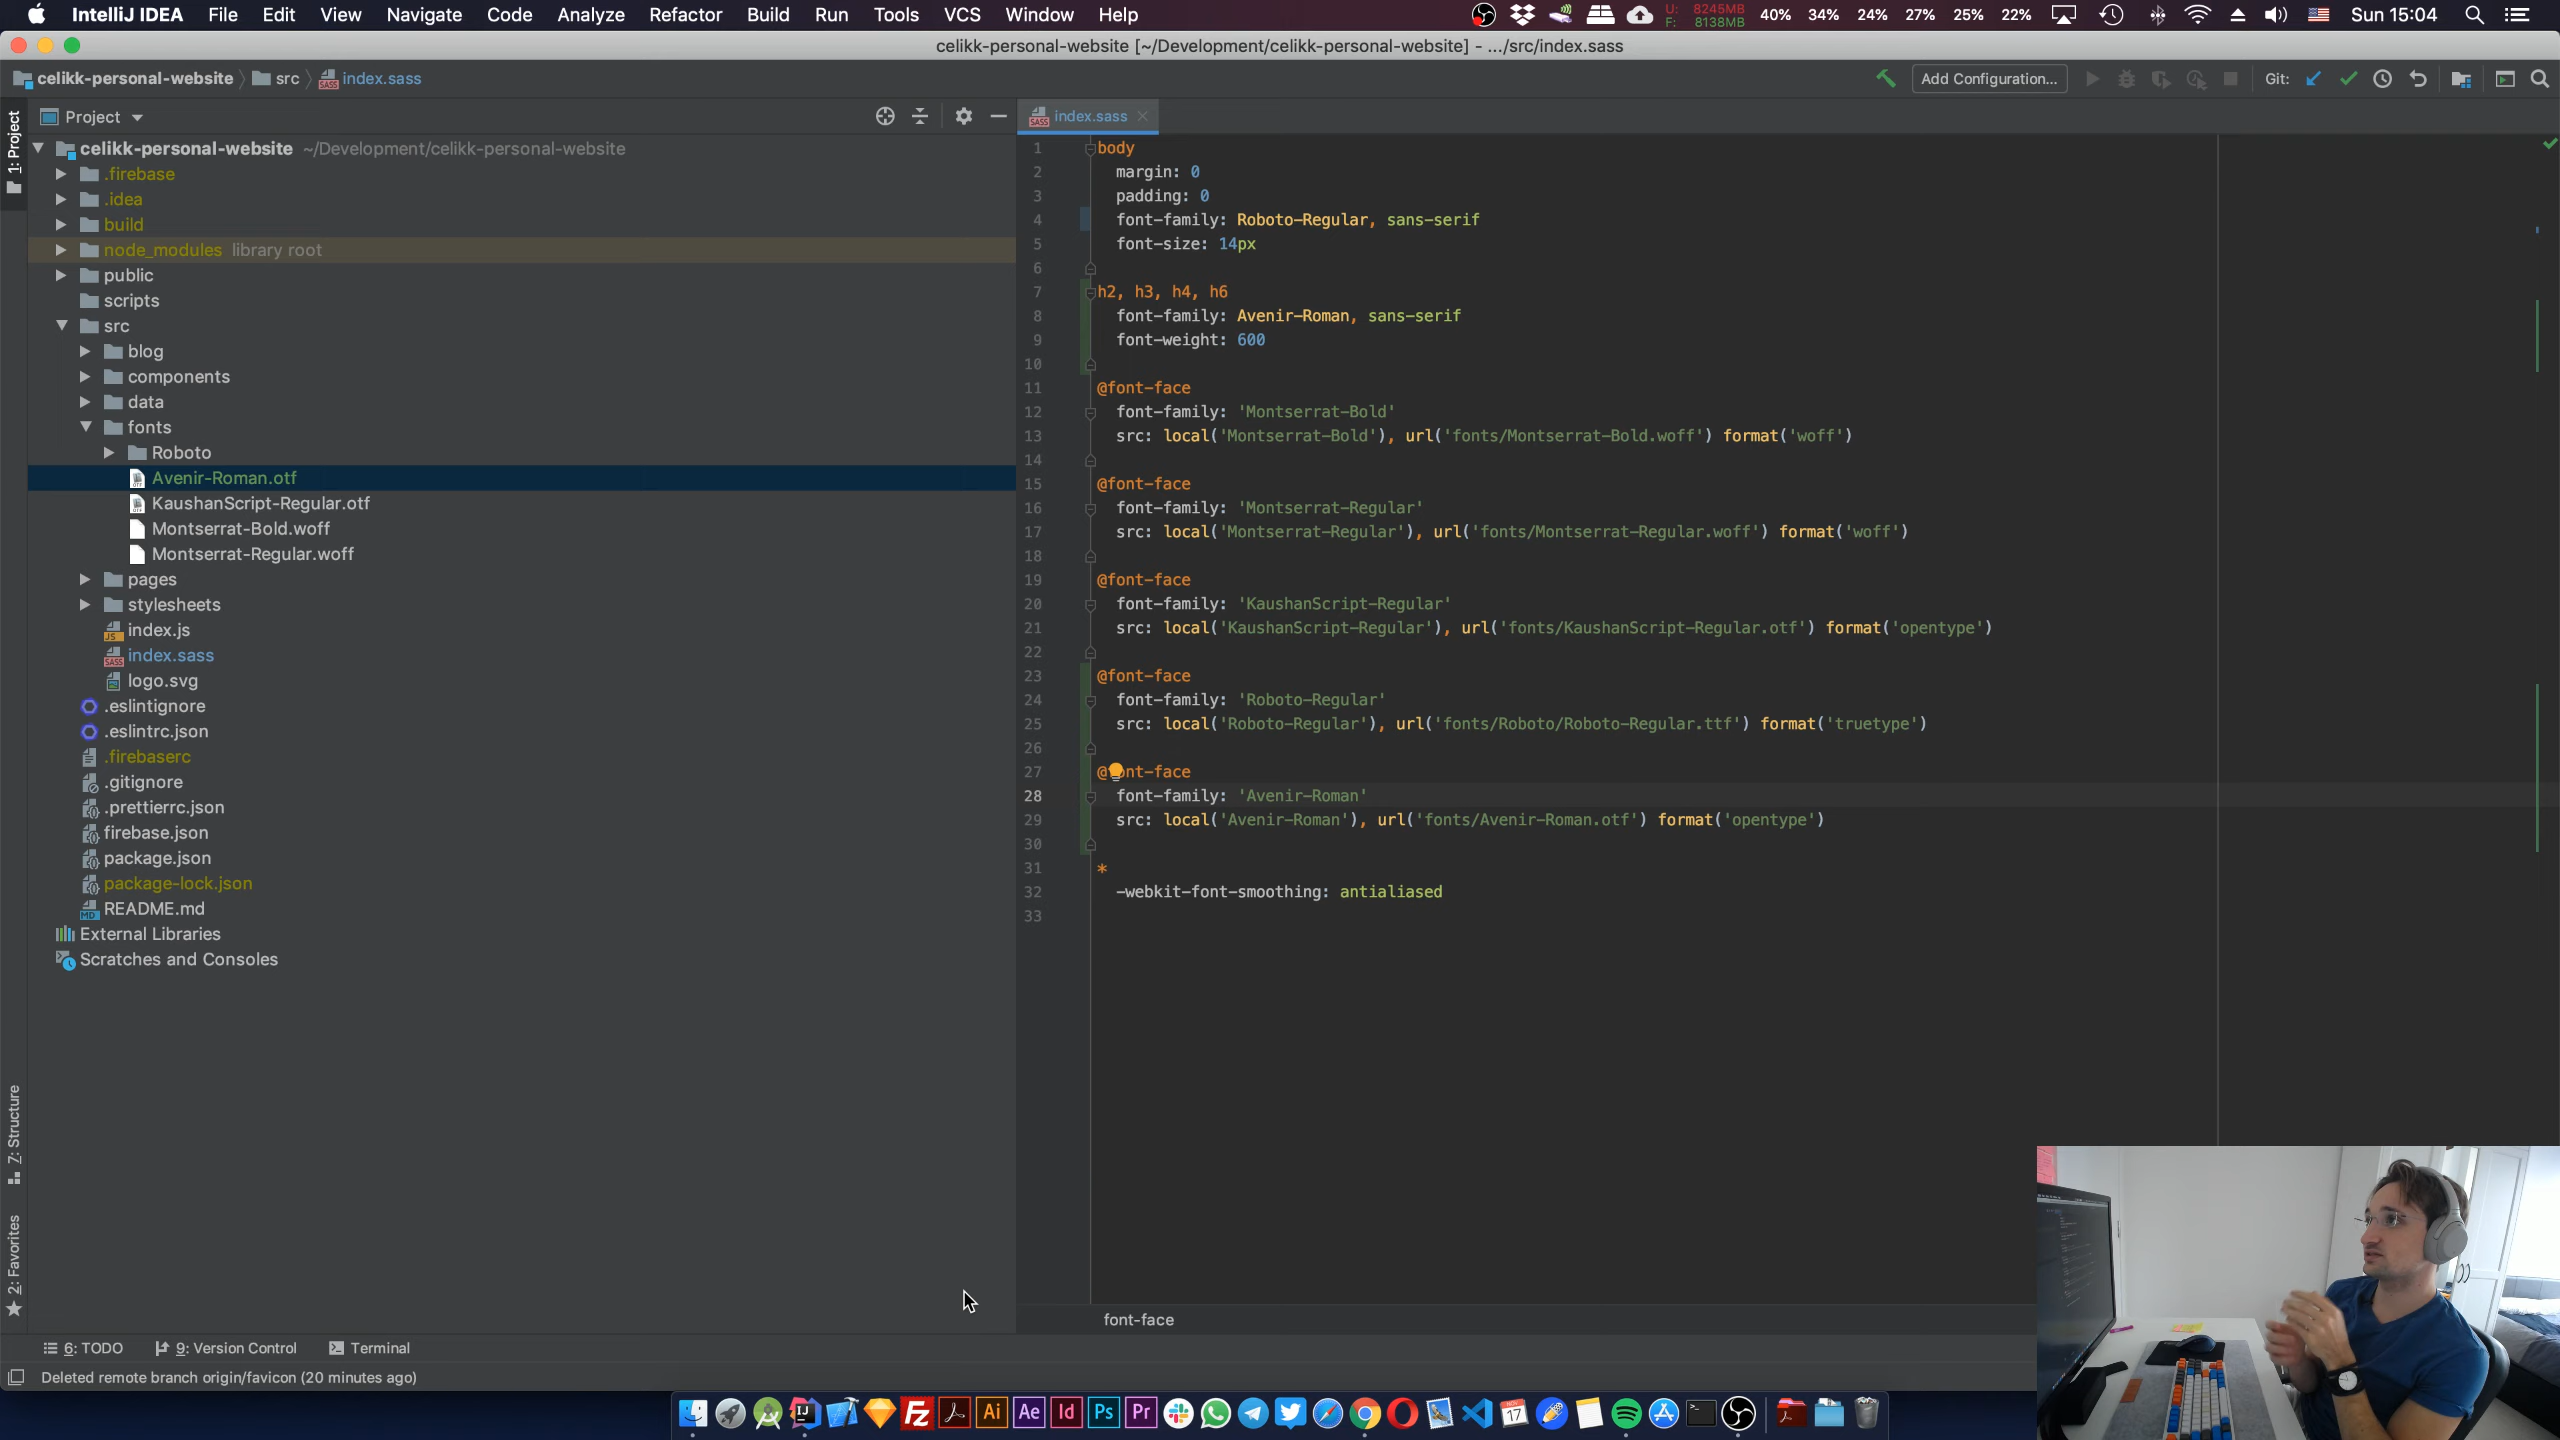 IntelliJ IDEA File Edit View Navigate Code Analyze Refactor Build Run Tools VCS Window Help
U: 8245MB
F: 8138MB
40% 34% 24% 27% 25% 22% Sun 15:04
celikk-personal-website [~/Development/celikk-personal-website] - .../src/index.sass
celikk-personal-website src index.sass
Add Configuration... Git:
Project
index.sass
1: Project
celikk-personal-website ~/Development/celikk-personal-website
.firebase
.idea
build
node_modules library root
public
scripts
src
blog
components
data
fonts
Roboto
Avenir-Roman.otf
KaushanScript-Regular.otf
Montserrat-Bold.woff
Montserrat-Regular.woff
pages
stylesheets
index.js
index.sass
logo.svg
.eslintignore
.eslintrc.json
.firebaserc
.gitignore
.prettierrc.json
firebase.json
package.json
package-lock.json
README.md
External Libraries
Scratches and Consoles
7: Structure
2: Favorites
1 body
2 margin: 0
3 padding: 0
4 font-family: Roboto-Regular, sans-serif
5 font-size: 14px
6
7 h2, h3, h4, h6
8 font-family: Avenir-Roman, sans-serif
9 font-weight: 600
10
11 @font-face
12 font-family: 'Montserrat-Bold'
13 src: local('Montserrat-Bold'), url('fonts/Montserrat-Bold.woff') format('woff')
14
15 @font-face
16 font-family: 'Montserrat-Regular'
17 src: local('Montserrat-Regular'), url('fonts/Montserrat-Regular.woff') format('woff')
18
19 @font-face
20 font-family: 'KaushanScript-Regular'
21 src: local('KaushanScript-Regular'), url('fonts/KaushanScript-Regular.otf') format('opentype')
22
23 @font-face
24 font-family: 'Roboto-Regular'
25 src: local('Roboto-Regular'), url('fonts/Roboto/Roboto-Regular.ttf') format('truetype')
26
27 @font-face
28 font-family: 'Avenir-Roman'
29 src: local('Avenir-Roman'), url('fonts/Avenir-Roman.otf') format('opentype')
30
31 *
32 -webkit-font-smoothing: antialiased
33
font-face
6: TODO 9: Version Control Terminal
Deleted remote branch origin/favicon (20 minutes ago)
IJ Fz Ai Ae Id Ps Pr NOV 17